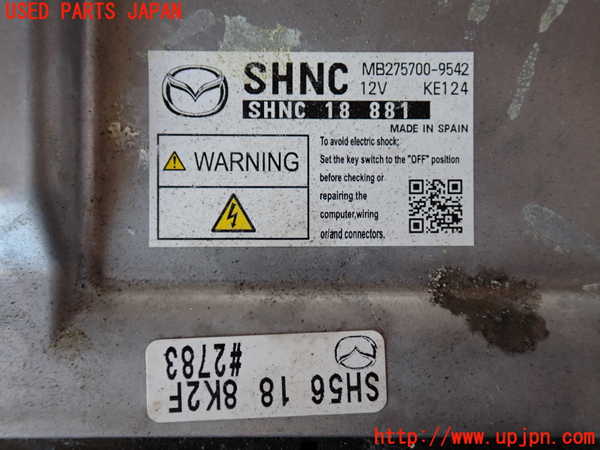 USED PARTS JAPAN
SHNC MB275700-9542
12V KE124
SHNC 18 881
MADE IN SPAIN
WARNING
To avoid electric shock;
Set the key switch to the "OFF" position
before checking or
repairing the
computer,wiring
or/and connectors.
SH56 18 8K2F
#2783
http://www.upjpn.com/